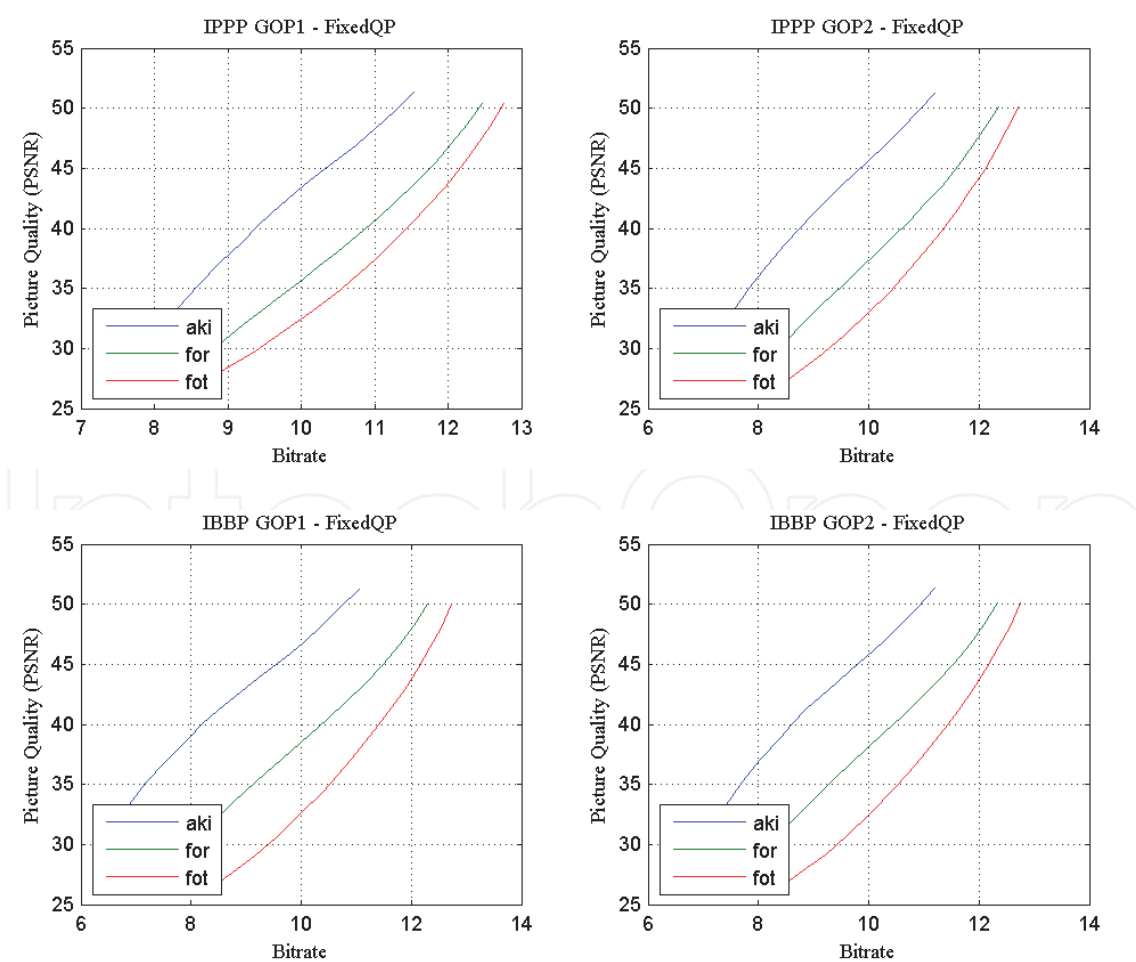 IPPP GOP1 - FixedQP
55
50
45
40
35
30
25
Picture Quality (PSNR)
aki
for
fot
7 8 9 10 11 12 13
Bitrate
IPPP GOP2 - FixedQP
55
50
45
40
35
30
25
Picture Quality (PSNR)
aki
for
fot
6 8 10 12 14
Bitrate
IntechOpen
IBBP GOP1 - FixedQP
55
50
45
40
35
30
25
Picture Quality (PSNR)
aki
for
fot
6 8 10 12 14
Bitrate
IBBP GOP2 - FixedQP
55
50
45
40
35
30
25
Picture Quality (PSNR)
aki
for
fot
6 8 10 12 14
Bitrate